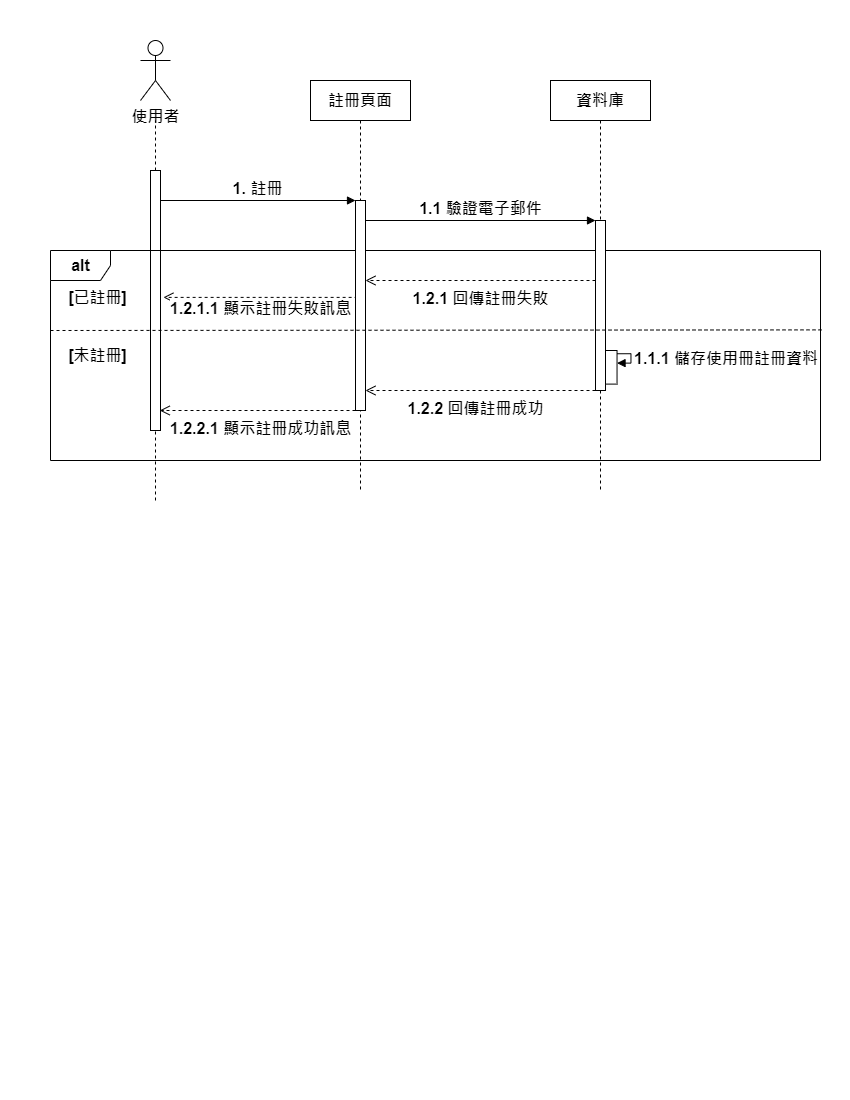 使用者
註冊頁面
資料庫
1. 註冊
1.1 驗證電子郵件
alt
[已註冊]
1.2.1 回傳註冊失敗
1.2.1.1 顯示註冊失敗訊息
[未註冊]
1.1.1 儲存使用冊註冊資料
1.2.2 回傳註冊成功
1.2.2.1 顯示註冊成功訊息